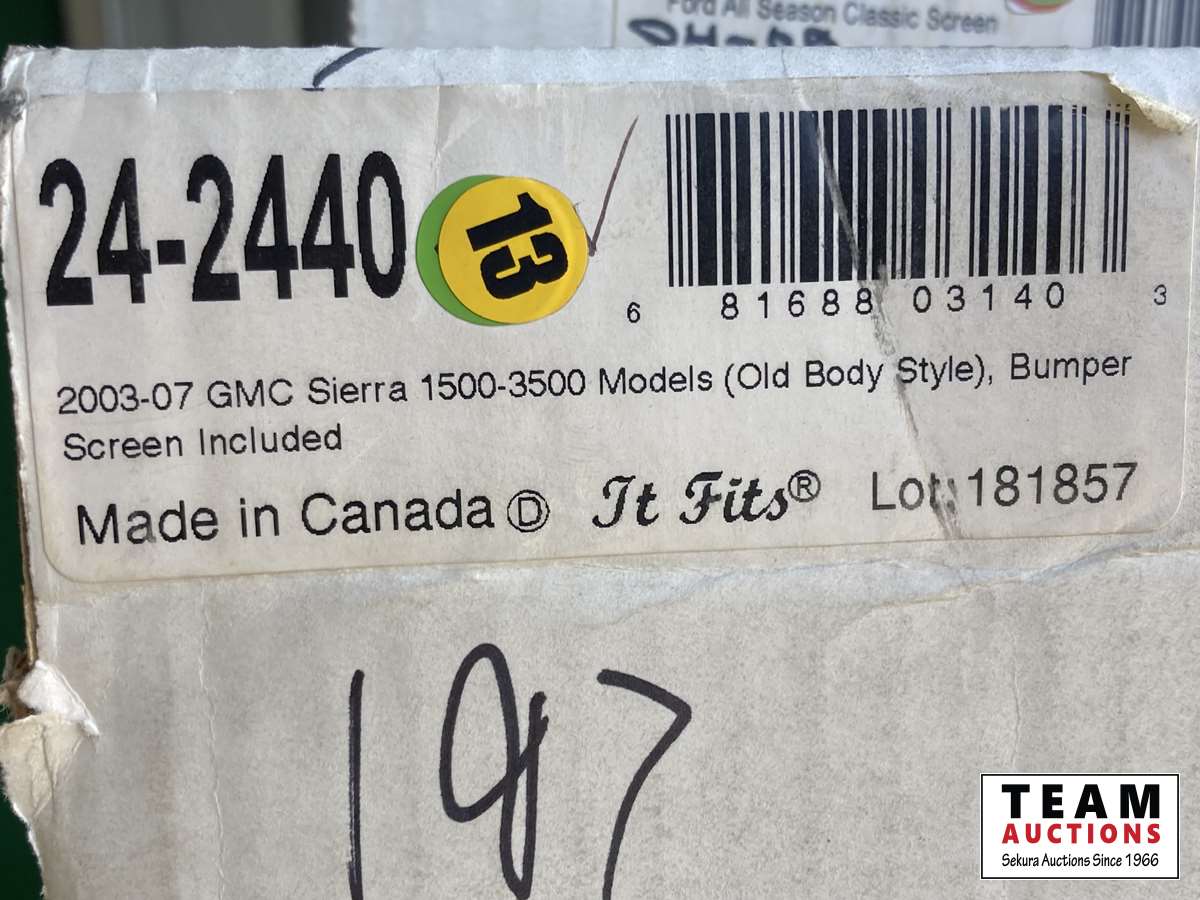 Ford All Season Classic Screen
24-2440
13
6 81688 03140 3
2003-07 GMC Sierra 1500-3500 Models (Old Body Style), Bumper
Screen Included
Made in Canada Ⓓ It Fits® Lot: 181857
197
TEAM
AUCTIONS
Sekura Auctions Since 1966